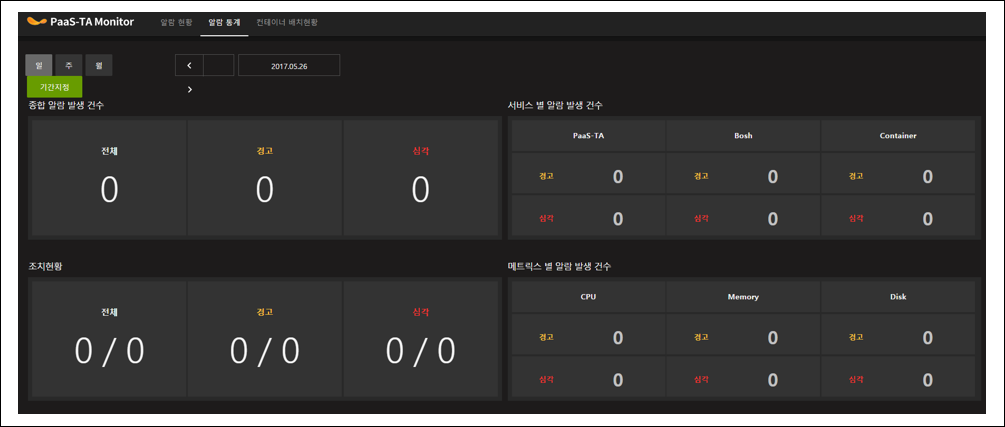 PaaS-TA Monitor 알람 현황 알람 통계 컨테이너 배치현황
일 주 월 < 2017.05.26
기간지정 >
종합 알람 발생 건수
전체 경고 심각
0 0 0
서비스 별 알람 발생 건수
PaaS-TA Bosh Container
경고 0 경고 0 경고 0
심각 0 심각 0 심각 0
조치현황
전체 경고 심각
0 / 0 0 / 0 0 / 0
메트릭스 별 알람 발생 건수
CPU Memory Disk
경고 0 경고 0 경고 0
심각 0 심각 0 심각 0